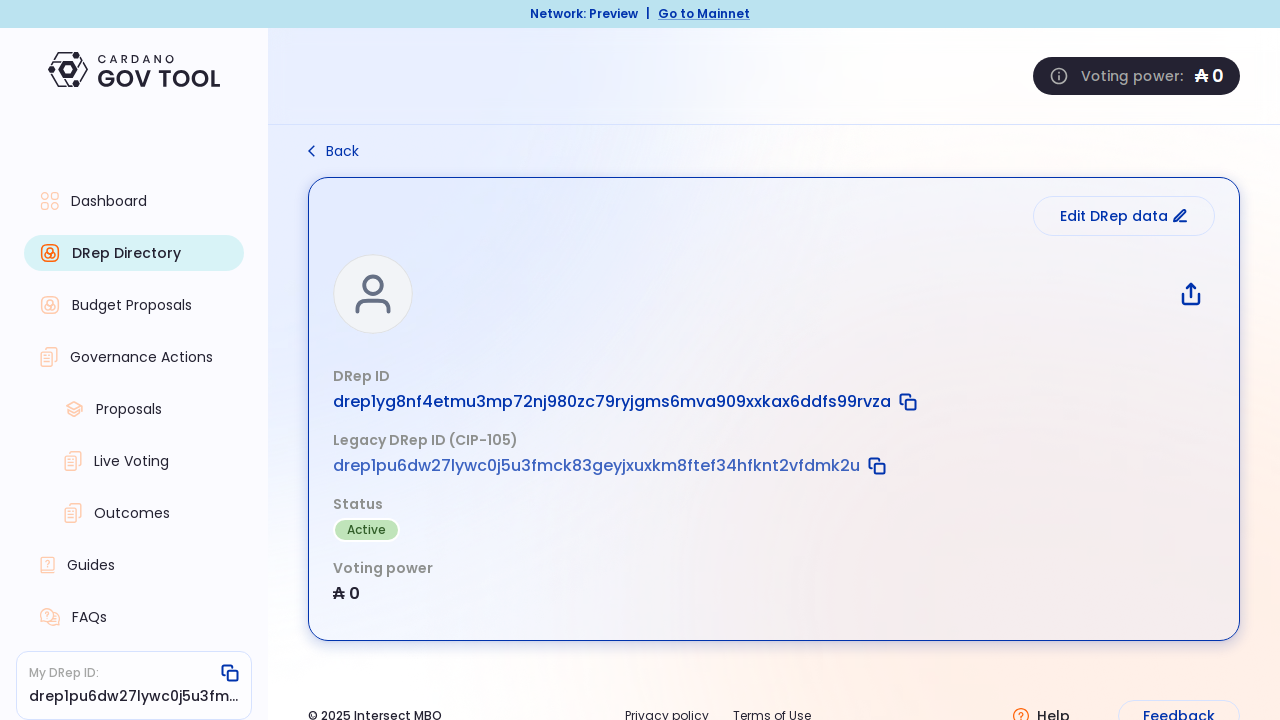 Network: Preview | Go to Mainnet
CARDANO
GOV TOOL
Voting power: ₳ 0
Back
Dashboard
DRep Directory
Budget Proposals
Governance Actions
Proposals
Live Voting
Outcomes
Guides
FAQs
My DRep ID:
drep1pu6dw27lywc0j5u3fm...
Edit DRep data
DRep ID
drep1yg8nf4etmu3mp72nj980zc79ryjgms6mva909xxkax6ddfs99rvza
Legacy DRep ID (CIP-105)
drep1pu6dw27lywc0j5u3fmck83geyjxuxkm8ftef34hfknt2vfdmk2u
Status
Active
Voting power
₳ 0
© 2025 Intersect MBO
Privacy policy
Terms of Use
Help
Feedback